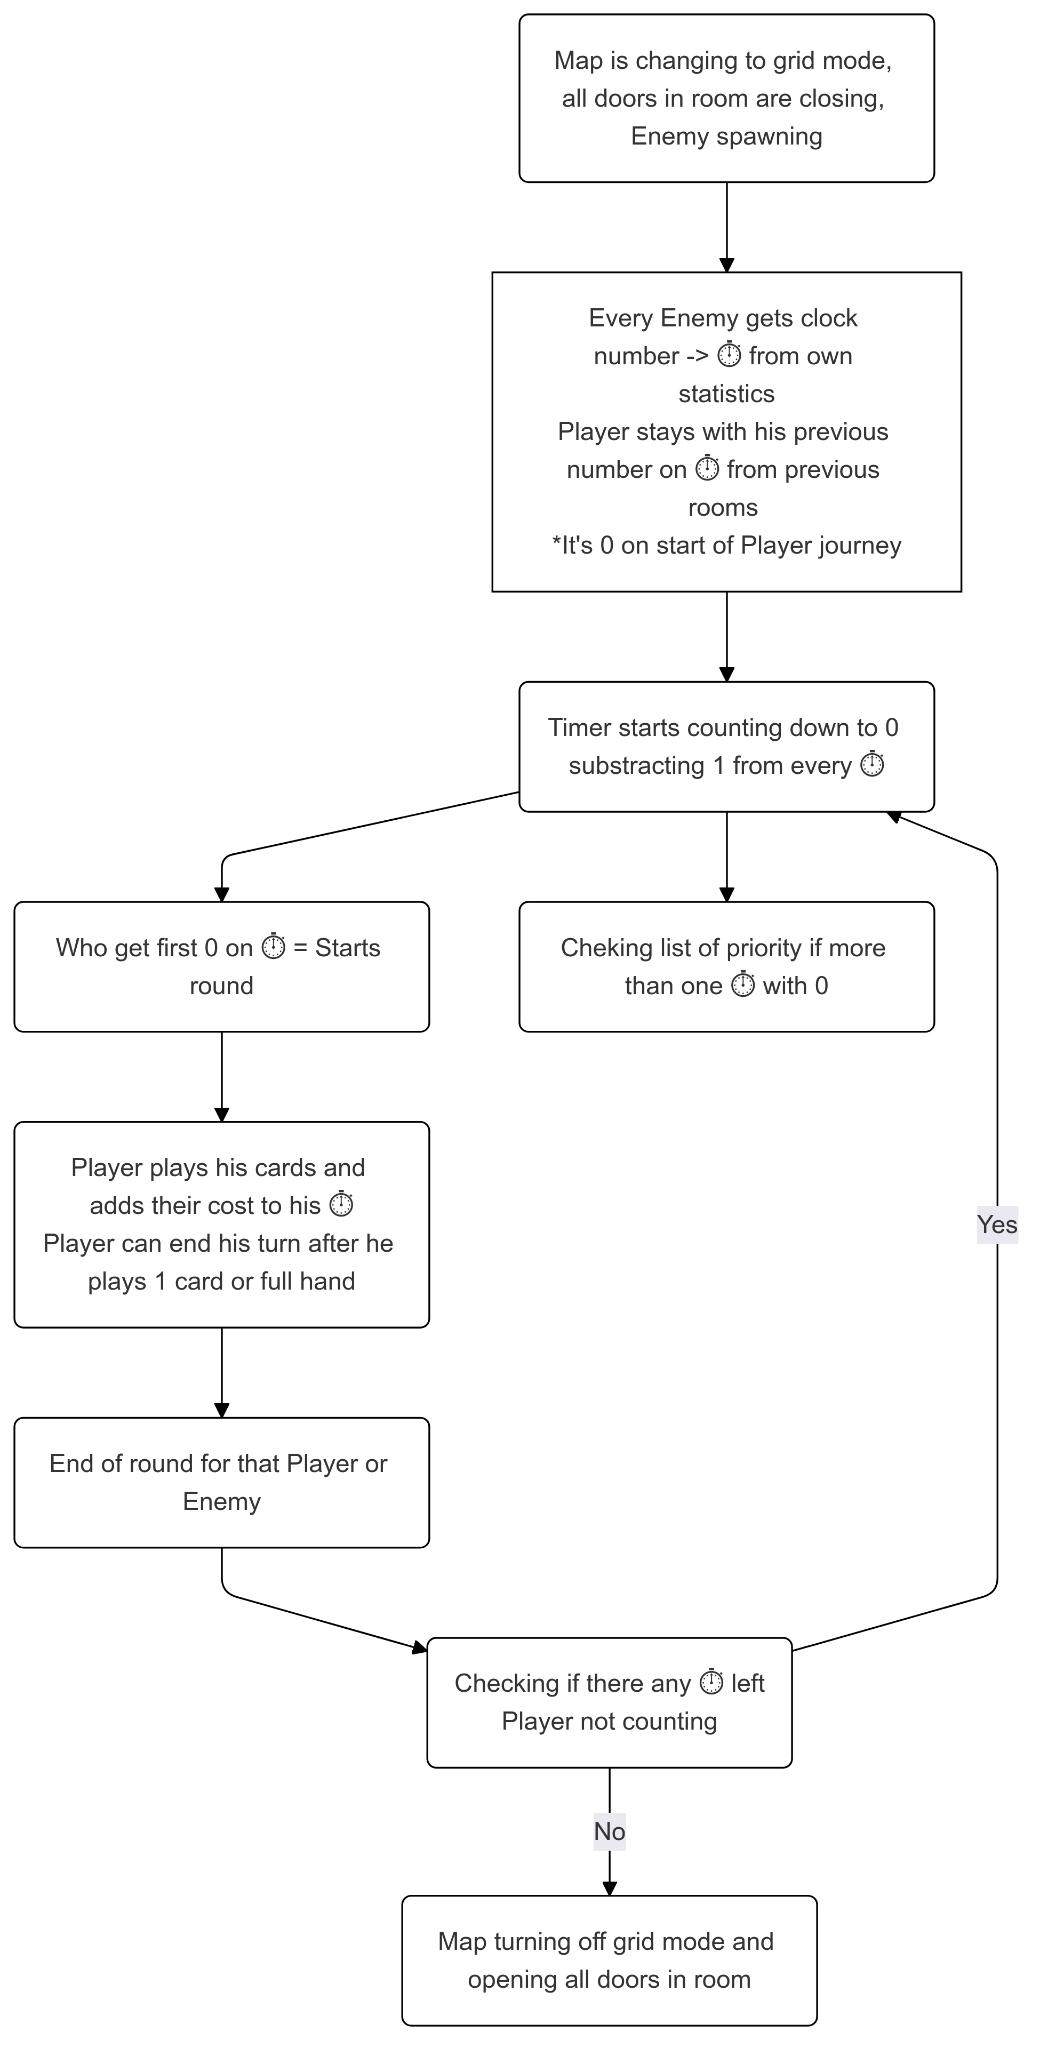 Map is changing to grid mode,
all doors in room are closing,
Enemy spawning
Every Enemy gets clock
number -> ⏱ from own
statistics
Player stays with his previous
number on ⏱ from previous
rooms
*It's 0 on start of Player journey
Timer starts counting down to 0
substracting 1 from every ⏱
Who get first 0 on ⏱ = Starts
round
Cheking list of priority if more
than one ⏱ with 0
Player plays his cards and
adds their cost to his ⏱
Player can end his turn after he
plays 1 card or full hand
Yes
End of round for that Player or
Enemy
Checking if there any ⏱ left
Player not counting
No
Map turning off grid mode and
opening all doors in room